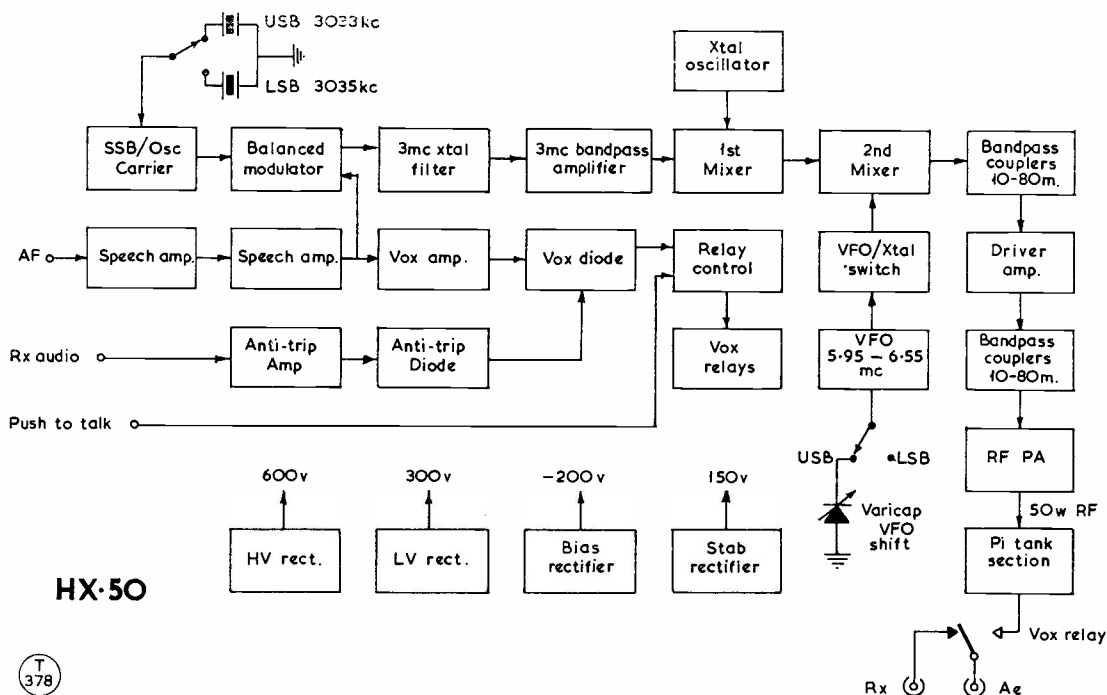 USB 3033kc
LSB 3035kc
Xtal
oscillator
SSB/Osc
Carrier
Balanced
modulator
3mc xtal
filter
3mc bandpass
amplifier
1st
Mixer
2nd
Mixer
Bandpass
couplers
10-80m.
AF
Speech amp.
Speech amp.
Vox amp.
Vox diode
Relay
control
VFO/Xtal
switch
Driver
amp.
Rx audio
Anti-trip
Amp
Anti-trip
Diode
Vox
relays
VFO
5·95 – 6·55
mc
Bandpass
couplers
10-80m.
Push to talk
USB
LSB
RF PA
600v
300v
-200v
150v
Varicap
VFO
shift
50w RF
HV rect.
LV rect.
Bias
rectifier
Stab
rectifier
Pi tank
section
HX·50
Vox relay
T
378
Rx
Ae